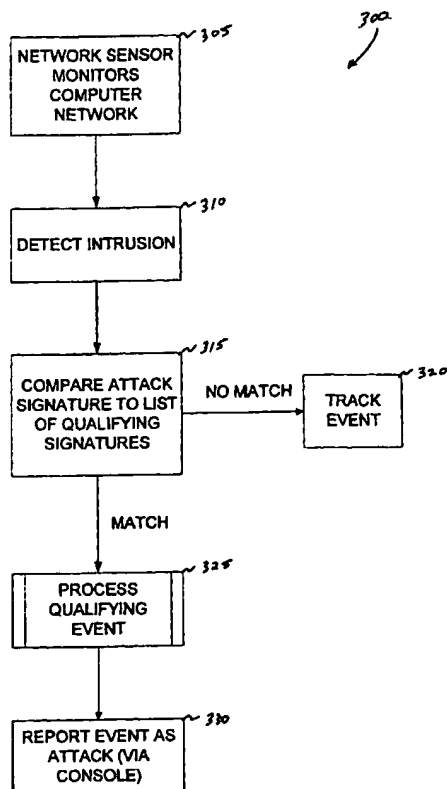 300
305
NETWORK SENSOR
MONITORS
COMPUTER
NETWORK
310
DETECT INTRUSION
315
COMPARE ATTACK
SIGNATURE TO LIST
OF QUALIFYING
SIGNATURES
NO MATCH
320
TRACK
EVENT
MATCH
325
PROCESS
QUALIFYING
EVENT
330
REPORT EVENT AS
ATTACK (VIA
CONSOLE)